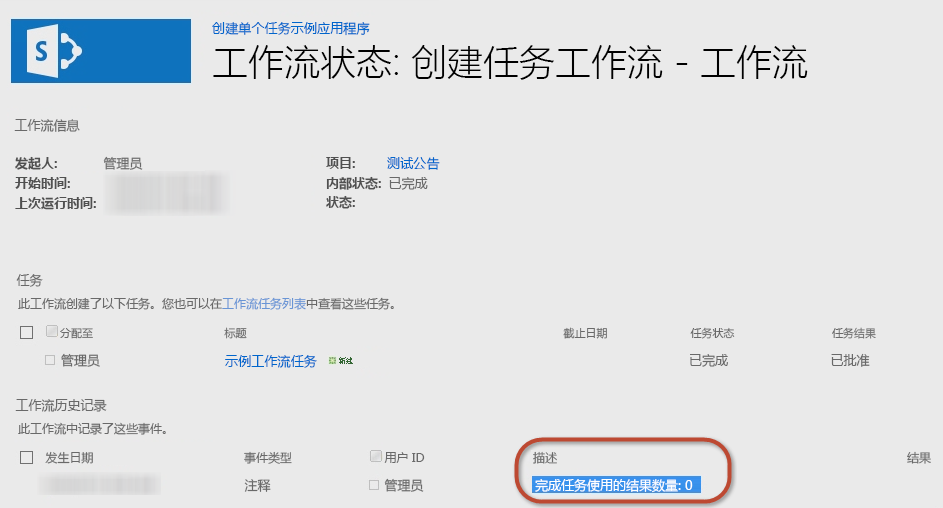 S
创建单个任务示例应用程序
工作流状态: 创建任务工作流 - 工作流
工作流信息
发起人: 管理员 项目: 测试公告
开始时间: 内部状态: 已完成
上次运行时间: 状态:
任务
此工作流创建了以下任务。您也可以在工作流任务列表中查看这些任务。
分配至 标题 截止日期 任务状态 任务结果
管理员 示例工作流任务 新建 已完成 已批准
工作流历史记录
此工作流中记录了这些事件。
发生日期 事件类型 用户 ID 描述 结果
注释 管理员 完成任务使用的结果数量: 0